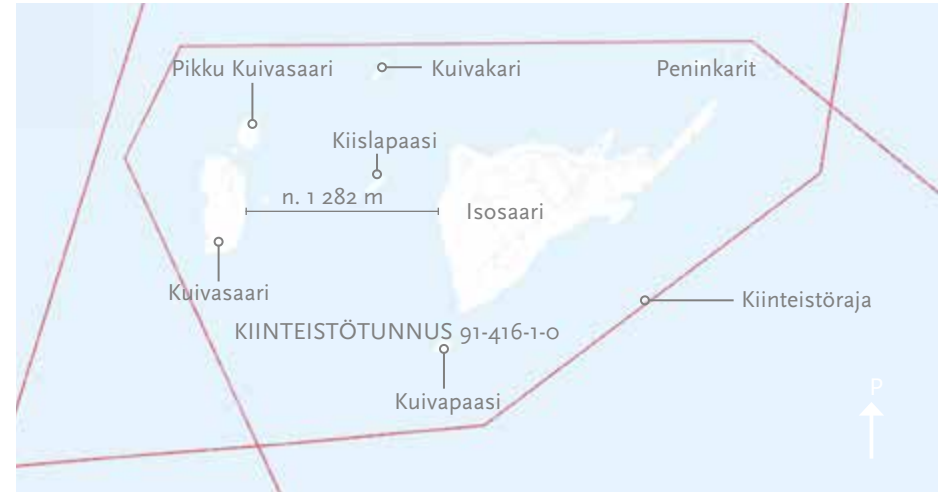 Pikku Kuivasaari
Kuivakari
Peninkarit
Kiislapaasi
n. 1 282 m
Isosaari
Kuivasaari
Kiinteistöraja
KIINTEISTÖTUNNUS 91-416-1-0
Kuivapaasi
P